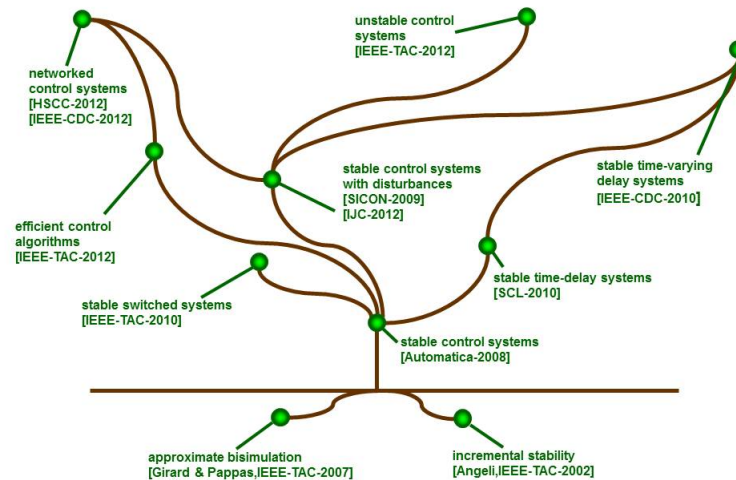 unstable control
systems
[IEEE-TAC-2012]
networked
control systems
[HSCC-2012]
[IEEE-CDC-2012]
stable control systems
with disturbances
[SICON-2009]
[IJC-2012]
stable time-varying
delay systems
[IEEE-CDC-2010]
efficient control
algorithms
[IEEE-TAC-2012]
stable switched systems
[IEEE-TAC-2010]
stable time-delay systems
[SCL-2010]
stable control systems
[Automatica-2008]
approximate bisimulation
[Girard & Pappas,IEEE-TAC-2007]
incremental stability
[Angeli,IEEE-TAC-2002]